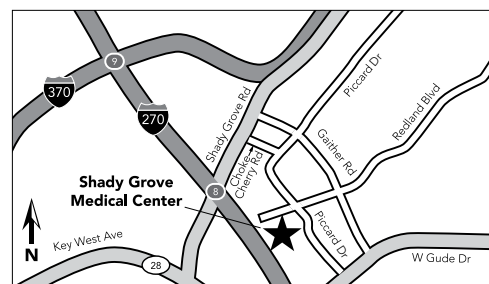 9
370
270
Piccard Dr
Redland Blvd
Shady Grove Rd
Gaither Rd
Choke
Cherry Rd
Shady Grove
Medical Center
8
N
Key West Ave
28
Piccard Dr
W Gude Dr